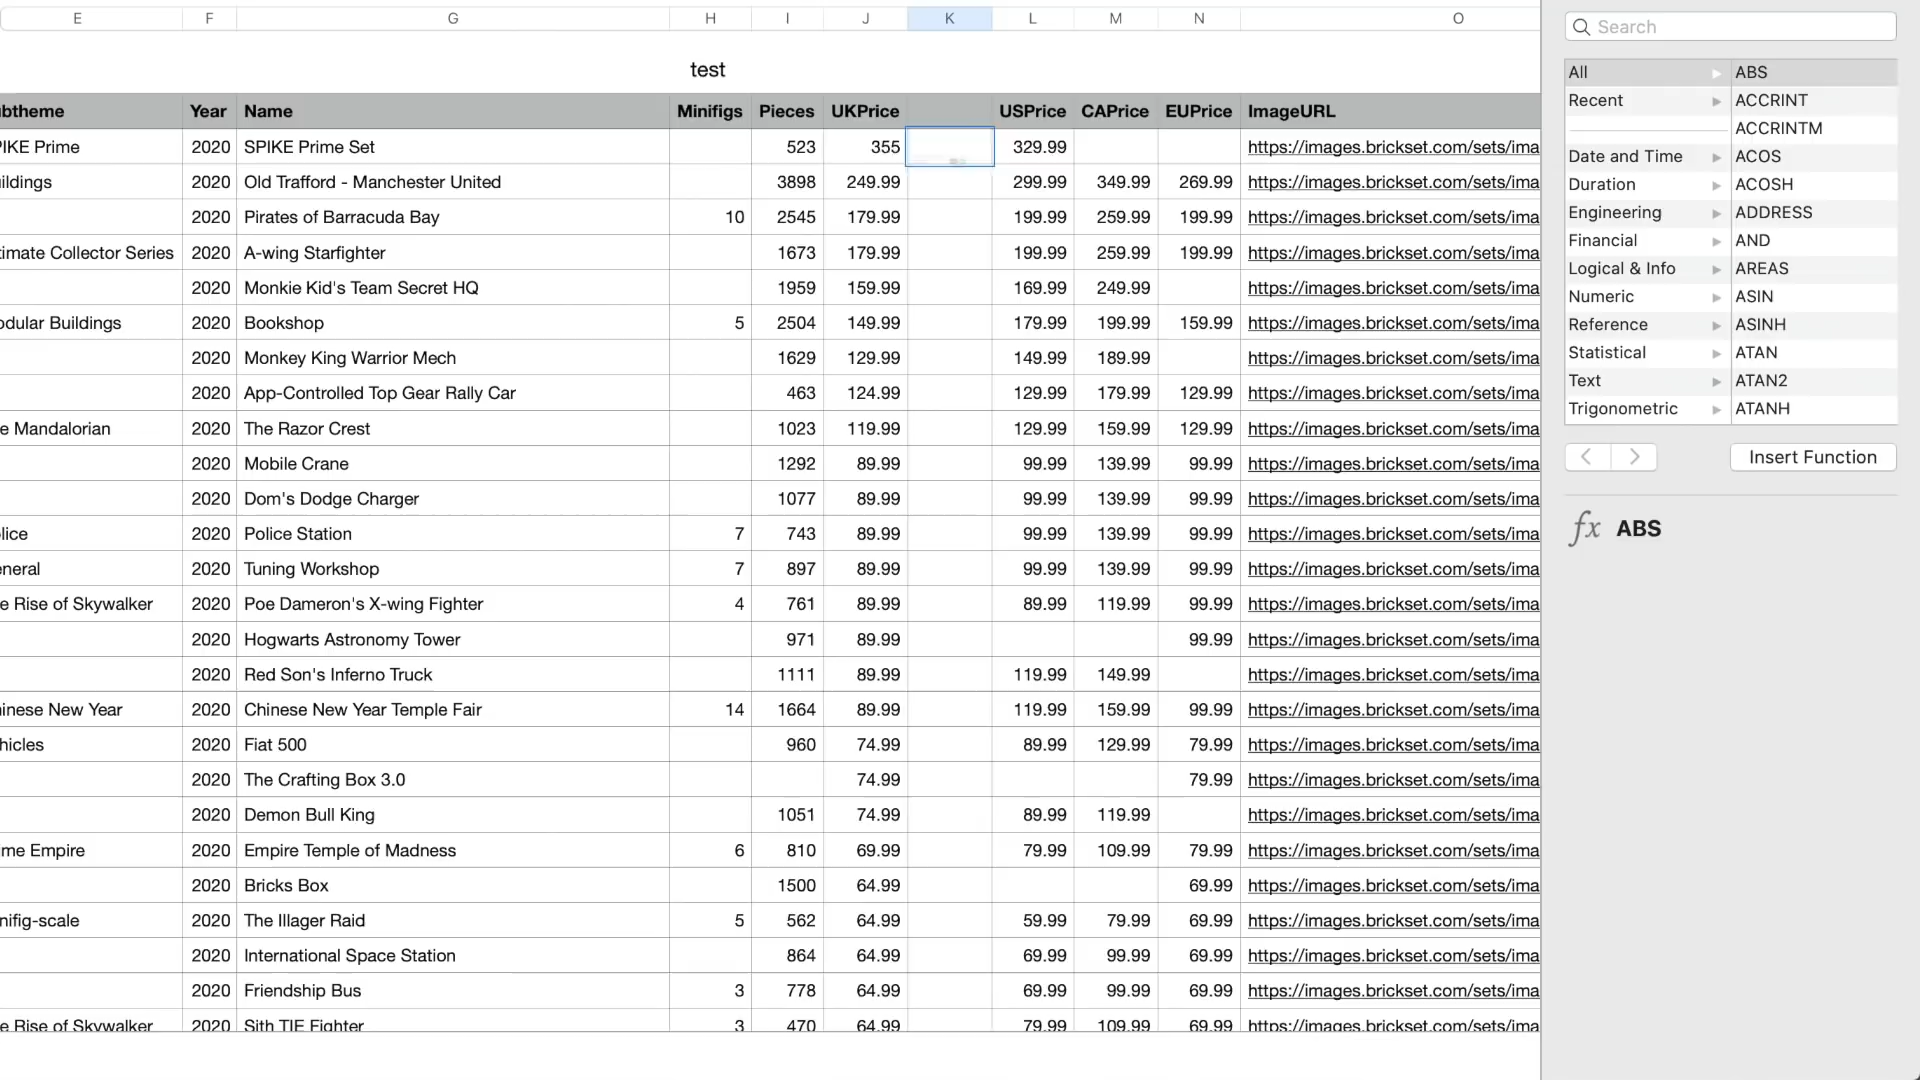 E F G H I J K L M N O
test
btheme Year Name Minifigs Pieces UKPrice USPrice CAPrice EUPrice ImageURL
PIKE Prime 2020 SPIKE Prime Set 523 355 329.99 https://images.brickset.com/sets/ima
ildings 2020 Old Trafford - Manchester United 3898 249.99 299.99 349.99 269.99 https://images.brickset.com/sets/ima
2020 Pirates of Barracuda Bay 10 2545 179.99 199.99 259.99 199.99 https://images.brickset.com/sets/ima
timate Collector Series 2020 A-wing Starfighter 1673 179.99 199.99 259.99 199.99 https://images.brickset.com/sets/ima
2020 Monkie Kid's Team Secret HQ 1959 159.99 169.99 249.99 https://images.brickset.com/sets/ima
odular Buildings 2020 Bookshop 5 2504 149.99 179.99 199.99 159.99 https://images.brickset.com/sets/ima
2020 Monkey King Warrior Mech 1629 129.99 149.99 189.99 https://images.brickset.com/sets/ima
2020 App-Controlled Top Gear Rally Car 463 124.99 129.99 179.99 129.99 https://images.brickset.com/sets/ima
e Mandalorian 2020 The Razor Crest 1023 119.99 129.99 159.99 129.99 https://images.brickset.com/sets/ima
2020 Mobile Crane 1292 89.99 99.99 139.99 99.99 https://images.brickset.com/sets/ima
2020 Dom's Dodge Charger 1077 89.99 99.99 139.99 99.99 https://images.brickset.com/sets/ima
lice 2020 Police Station 7 743 89.99 99.99 139.99 99.99 https://images.brickset.com/sets/ima
eneral 2020 Tuning Workshop 7 897 89.99 99.99 139.99 99.99 https://images.brickset.com/sets/ima
e Rise of Skywalker 2020 Poe Dameron's X-wing Fighter 4 761 89.99 89.99 119.99 99.99 https://images.brickset.com/sets/ima
2020 Hogwarts Astronomy Tower 971 89.99 99.99 https://images.brickset.com/sets/ima
2020 Red Son's Inferno Truck 1111 89.99 119.99 149.99 https://images.brickset.com/sets/ima
inese New Year 2020 Chinese New Year Temple Fair 14 1664 89.99 119.99 159.99 99.99 https://images.brickset.com/sets/ima
hicles 2020 Fiat 500 960 74.99 89.99 129.99 79.99 https://images.brickset.com/sets/ima
2020 The Crafting Box 3.0 74.99 79.99 https://images.brickset.com/sets/ima
2020 Demon Bull King 1051 74.99 89.99 119.99 https://images.brickset.com/sets/ima
ime Empire 2020 Empire Temple of Madness 6 810 69.99 79.99 109.99 79.99 https://images.brickset.com/sets/ima
2020 Bricks Box 1500 64.99 69.99 https://images.brickset.com/sets/ima
nifig-scale 2020 The Illager Raid 5 562 64.99 59.99 79.99 69.99 https://images.brickset.com/sets/ima
2020 International Space Station 864 64.99 69.99 99.99 69.99 https://images.brickset.com/sets/ima
2020 Friendship Bus 3 778 64.99 69.99 99.99 69.99 https://images.brickset.com/sets/ima
e Rise of Skywalker 2020 Sith TIE Fighter 3 470 64.99 79.99 109.99 69.99 https://images.brickset.com/sets/ima
Search
All ABS
Recent ACCRINT
ACCRINTM
Date and Time ACOS
Duration ACOSH
Engineering ADDRESS
Financial AND
Logical & Info AREAS
Numeric ASIN
Reference ASINH
Statistical ATAN
Text ATAN2
Trigonometric ATANH
Insert Function
fx ABS